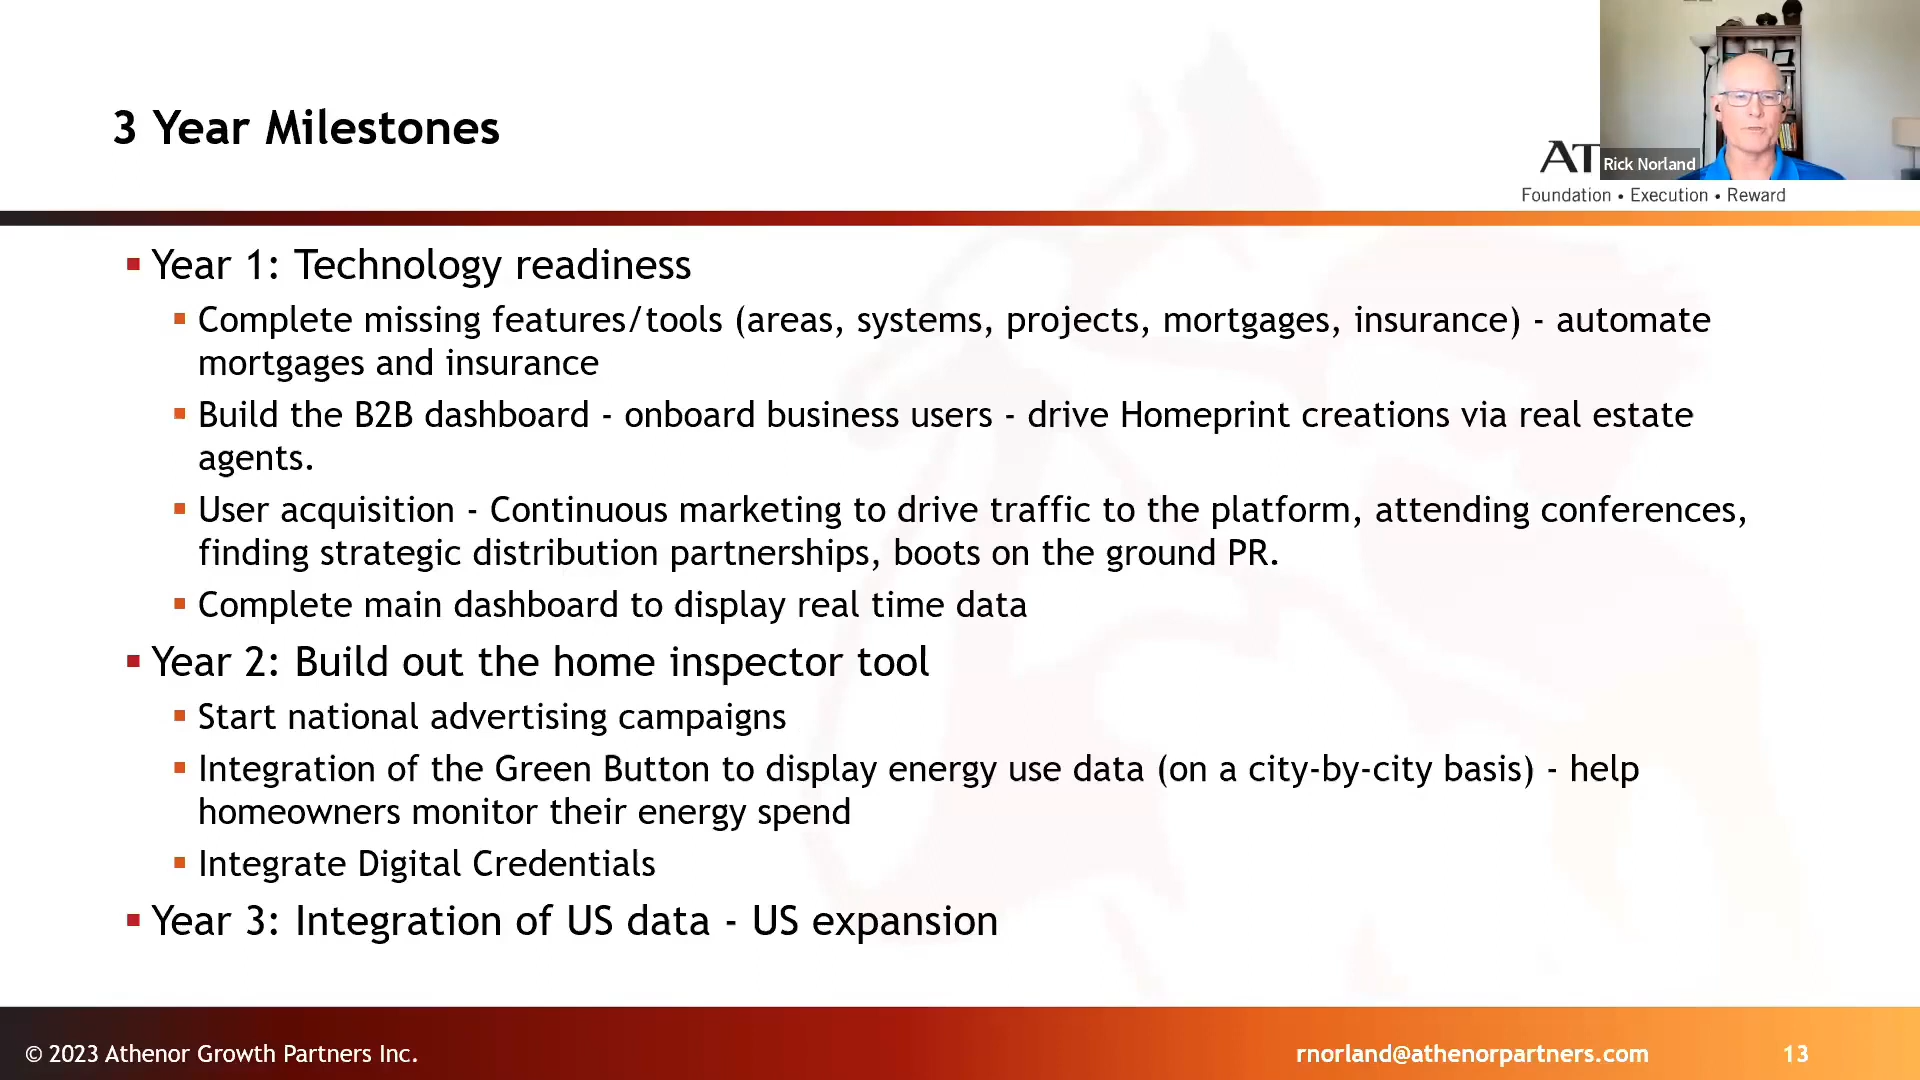 3 Year Milestones
AT
Rick Norland
Foundation • Execution • Reward
Year 1: Technology readiness
Complete missing features/tools (areas, systems, projects, mortgages, insurance) - automate
mortgages and insurance
Build the B2B dashboard - onboard business users - drive Homeprint creations via real estate
agents.
User acquisition - Continuous marketing to drive traffic to the platform, attending conferences,
finding strategic distribution partnerships, boots on the ground PR.
Complete main dashboard to display real time data
Year 2: Build out the home inspector tool
Start national advertising campaigns
Integration of the Green Button to display energy use data (on a city-by-city basis) - help
homeowners monitor their energy spend
Integrate Digital Credentials
Year 3: Integration of US data - US expansion
© 2023 Athenor Growth Partners Inc.
rnorland@athenorpartners.com
13